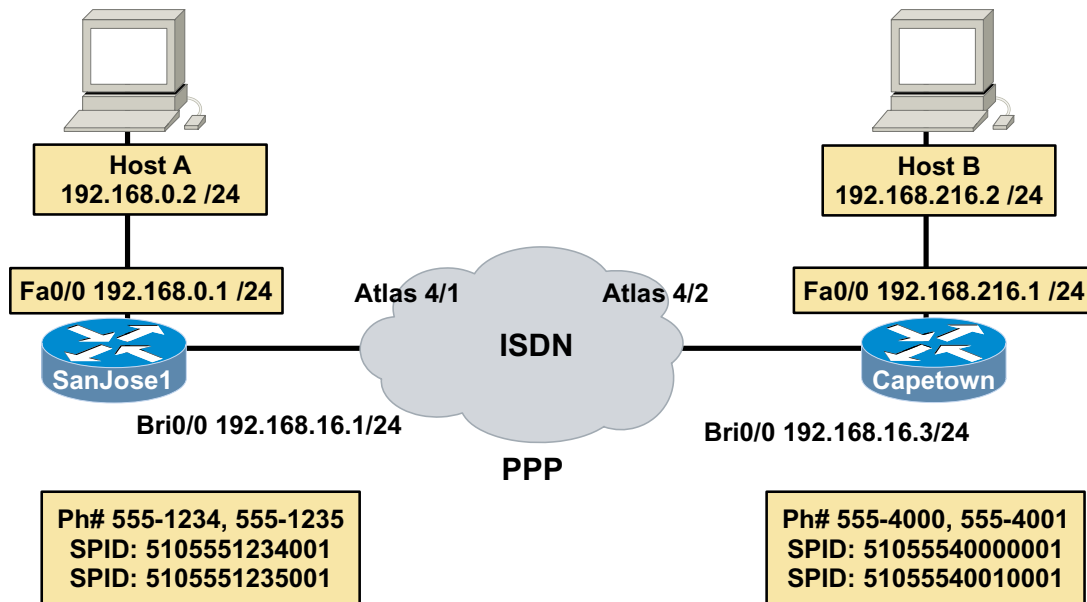 Host A
192.168.0.2 /24
Host B
192.168.216.2 /24
Fa0/0 192.168.0.1 /24
Atlas 4/1
Atlas 4/2
Fa0/0 192.168.216.1 /24
ISDN
SanJose1
Capetown
Bri0/0 192.168.16.1/24
Bri0/0 192.168.16.3/24
PPP
Ph# 555-1234, 555-1235
SPID: 5105551234001
SPID: 5105551235001
Ph# 555-4000, 555-4001
SPID: 51055540000001
SPID: 51055540010001